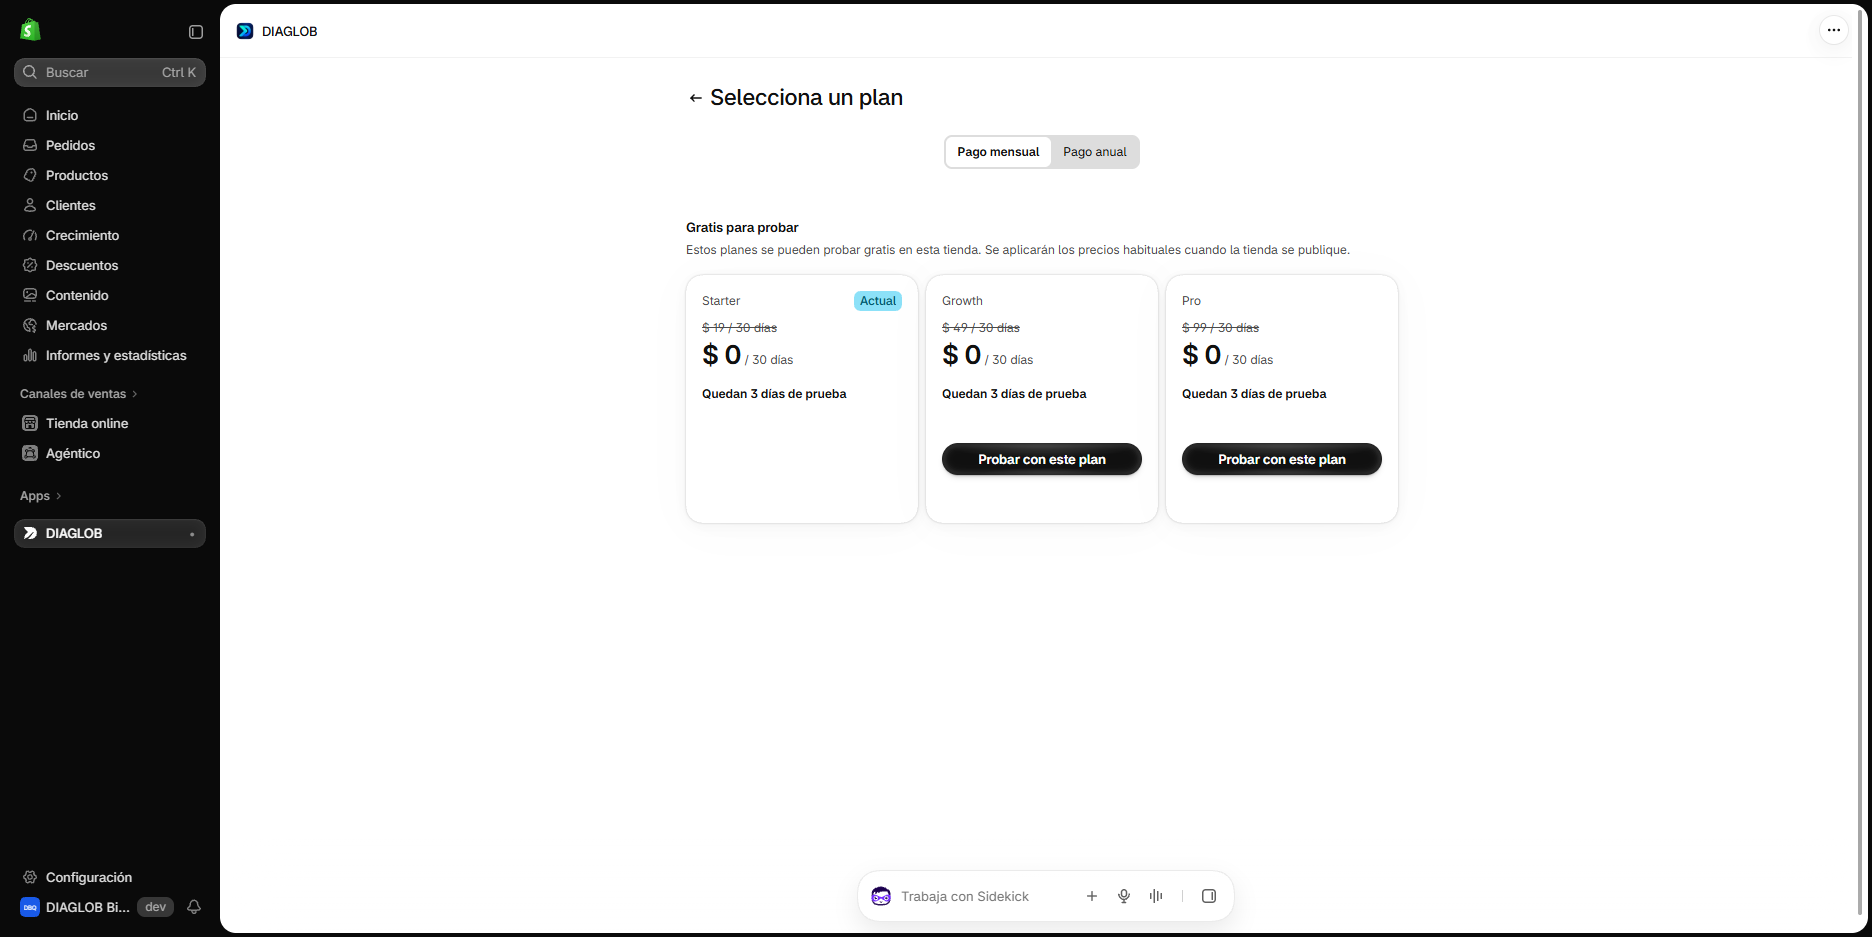 Buscar Ctrl K
Inicio
Pedidos
Productos
Clientes
Crecimiento
Descuentos
Contenido
Mercados
Informes y estadísticas
Canales de ventas
Tienda online
Agéntico
Apps
DIAGLOB
Configuración
DBQ DIAGLOB Bi... dev
DIAGLOB
Selecciona un plan
Pago mensual Pago anual
Gratis para probar
Estos planes se pueden probar gratis en esta tienda. Se aplicarán los precios habituales cuando la tienda se publique.
Starter Actual
$ 19 / 30 días
$ 0 / 30 días
Quedan 3 días de prueba
Growth
$ 49 / 30 días
$ 0 / 30 días
Quedan 3 días de prueba
Probar con este plan
Pro
$ 99 / 30 días
$ 0 / 30 días
Quedan 3 días de prueba
Probar con este plan
Trabaja con Sidekick